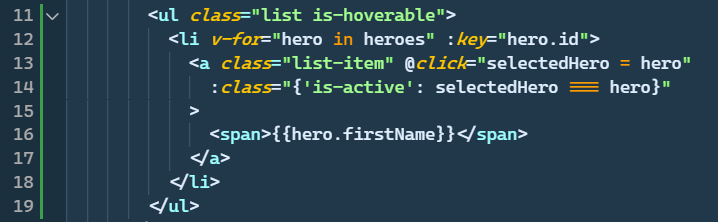 11 <ul class="list is-hoverable">
12 <li v-for="hero in heroes" :key="hero.id">
13 <a class="list-item" @click="selectedHero = hero"
14 :class="{'is-active': selectedHero === hero}"
15 >
16 <span>{{hero.firstName}}</span>
17 </a>
18 </li>
19 </ul>